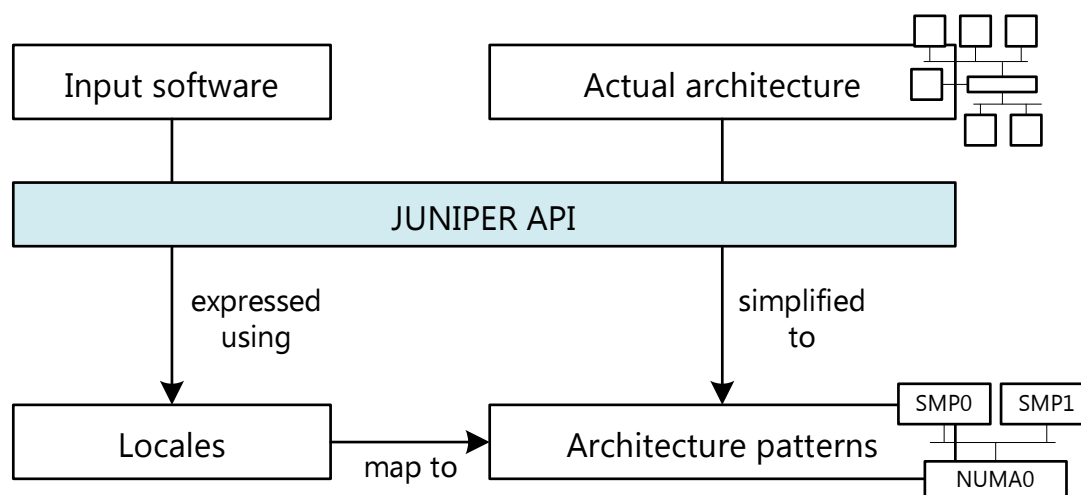 Input software
Actual architecture
JUNIPER API
expressed
using
simplified
to
SMP0
SMP1
Locales
map to
Architecture patterns
NUMA0